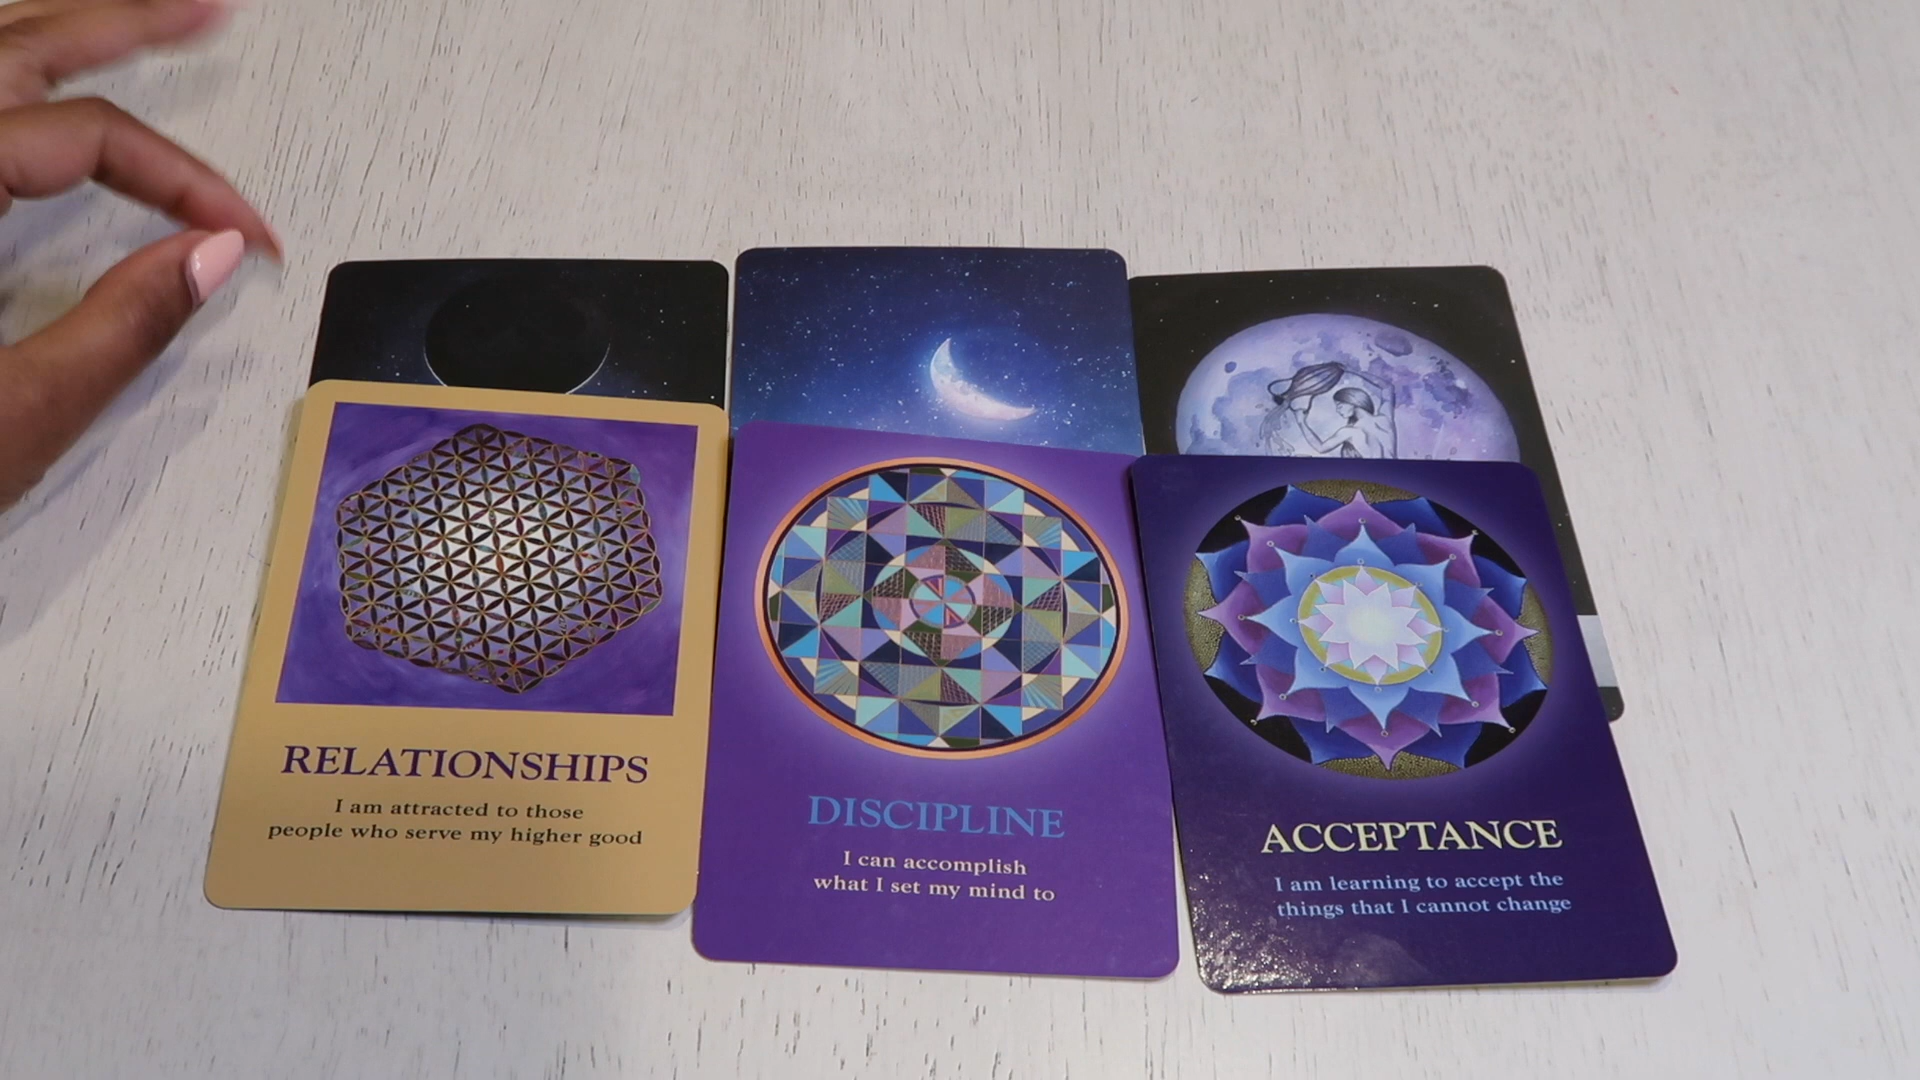 RELATIONSHIPS
I am attracted to those
people who serve my higher good
DISCIPLINE
I can accomplish
what I set my mind to
ACCEPTANCE
I am learning to accept the
things that I cannot change